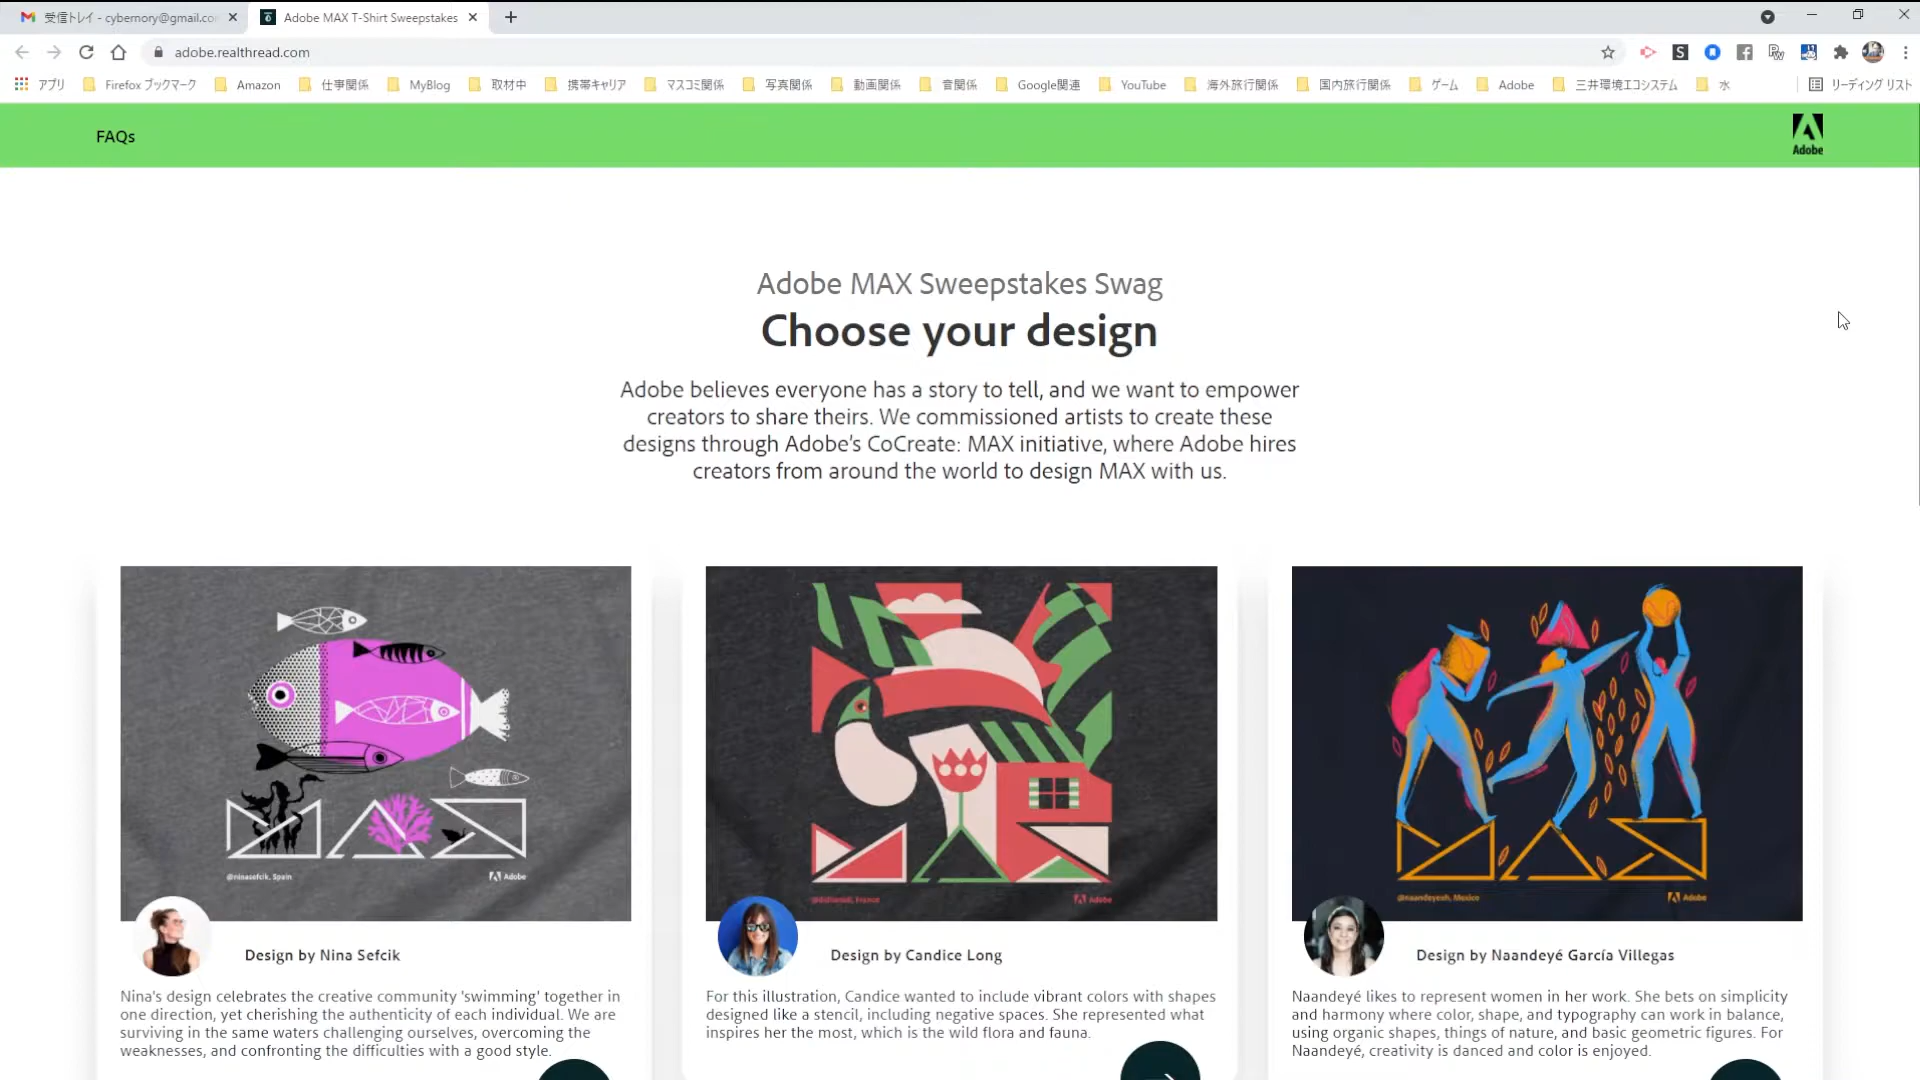 受信トレイ - cybernory@gmail.co
Adobe MAX T-Shirt Sweepstakes
adobe.realthread.com
アプリ
Firefox ブックマーク
Amazon
仕事関係
MyBlog
取材中
携帯キャリア
マスコミ関係
写真関係
動画関係
音関係
Google関連
YouTube
海外旅行関係
国内旅行関係
ゲーム
Adobe
三井環境エコシステム
水
リーディング リスト
FAQs
Adobe
Adobe MAX Sweepstakes Swag
Choose your design
Adobe believes everyone has a story to tell, and we want to empower
creators to share theirs. We commissioned artists to create these
designs through Adobe's CoCreate: MAX initiative, where Adobe hires
creators from around the world to design MAX with us.
MAX
@ninasefcik, Spain
Adobe
MAX
France
Adobe
MAX
@naandeyeah, Mexico
Adobe
Design by Nina Sefcik
Nina's design celebrates the creative community 'swimming' together in
one direction, yet cherishing the authenticity of each individual. We are
surviving in the same waters challenging ourselves, overcoming the
weaknesses, and confronting the difficulties with a good style.
Design by Candice Long
For this illustration, Candice wanted to include vibrant colors with shapes
designed like a stencil, including negative spaces. She represented what
inspires her the most, which is the wild flora and fauna.
Design by Naandeyé García Villegas
Naandeyé likes to represent women in her work. She bets on simplicity
and harmony where color, shape, and typography can work in balance,
using organic shapes, things of nature, and basic geometric figures. For
Naandeyé, creativity is danced and color is enjoyed.